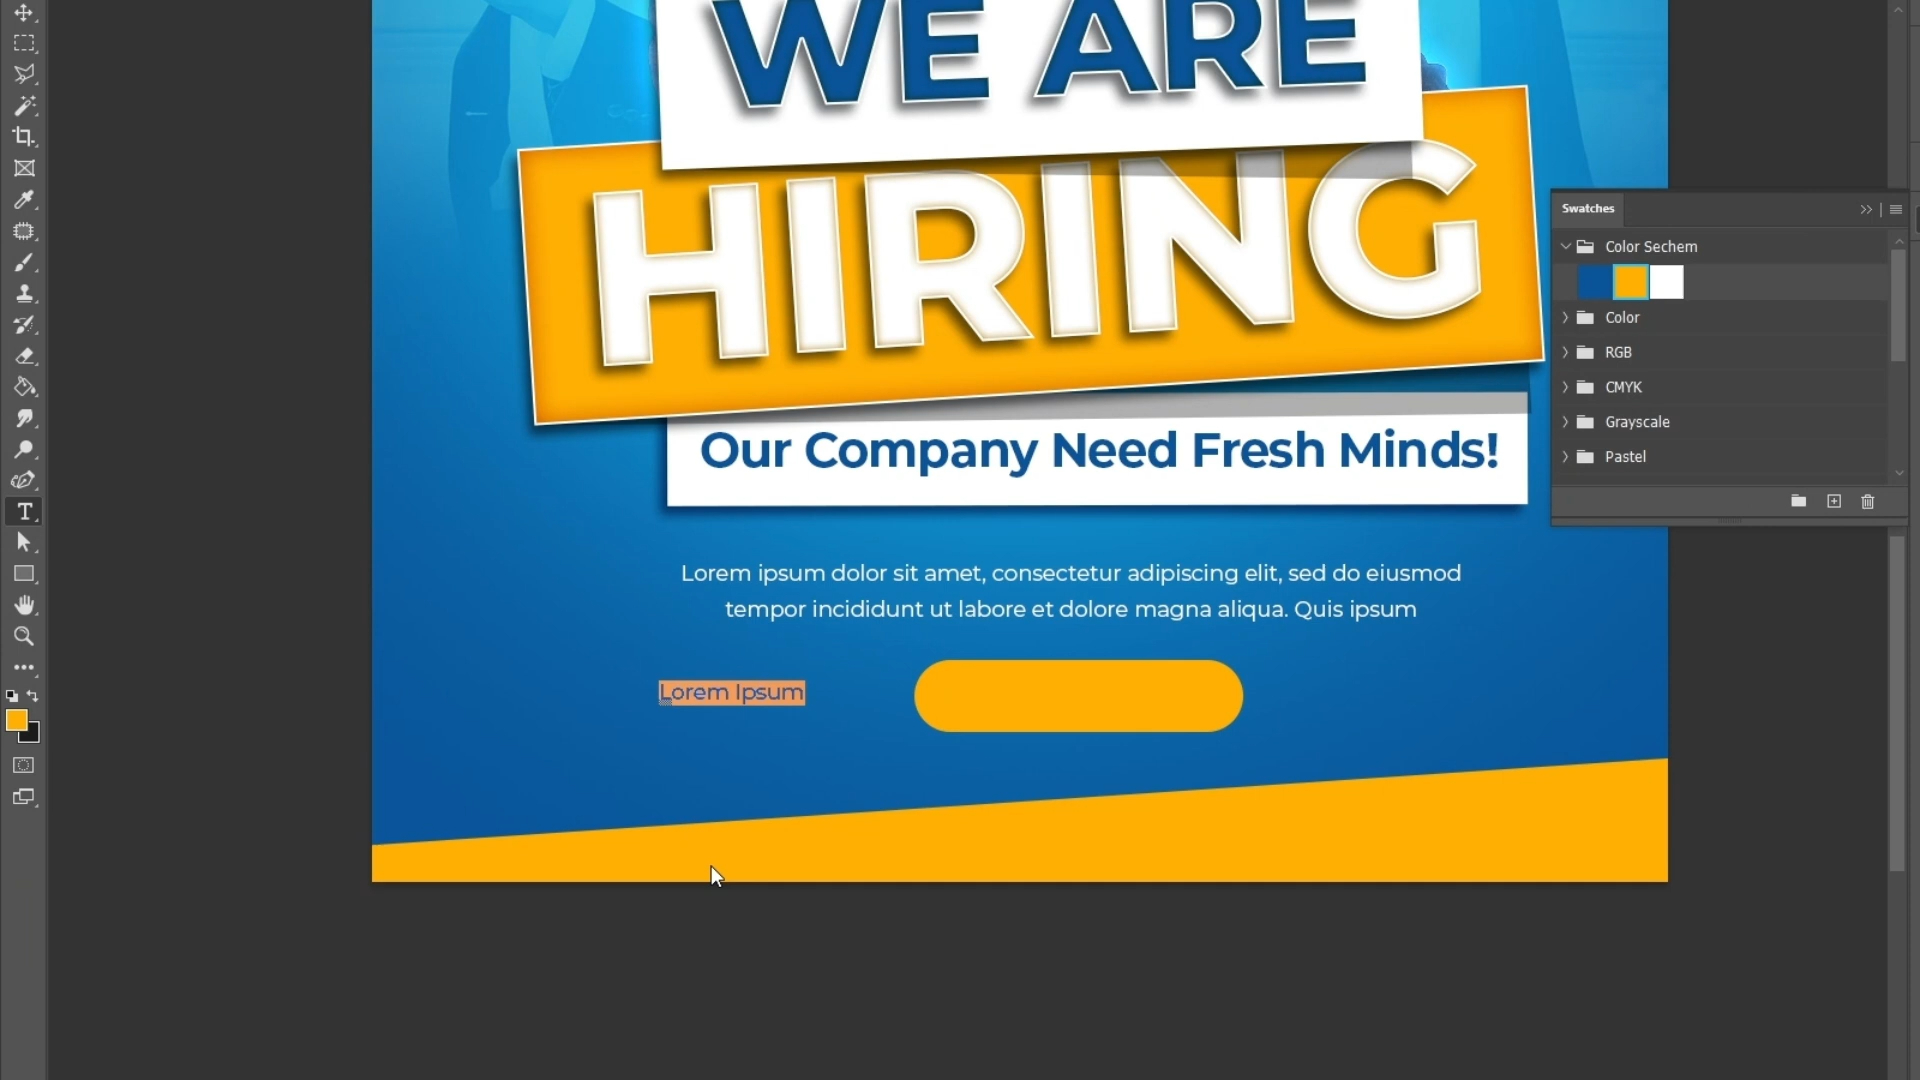 WE ARE
HIRING
Swatches
Color Sechem
Color
RGB
CMYK
Grayscale
Pastel
Our Company Need Fresh Minds!
Lorem ipsum dolor sit amet, consectetur adipiscing elit, sed do eiusmod
tempor incididunt ut labore et dolore magna aliqua. Quis ipsum
Lorem Ipsum